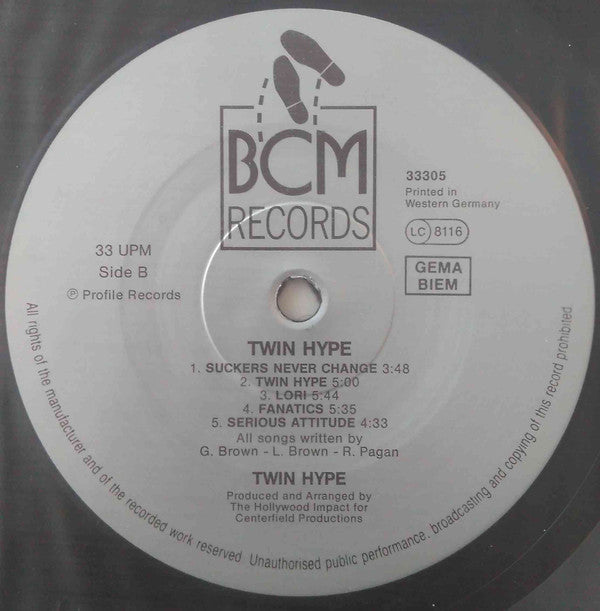 BCM
RECORDS
33305
Printed in
Western Germany
LC 8116
GEMA
BIEM
33 UPM
Side B
℗ Profile Records
TWIN HYPE
1. SUCKERS NEVER CHANGE 3:48
2. TWIN HYPE 5:00
3. LORI 5:44
4. FANATICS 5:35
5. SERIOUS ATTITUDE 4:33
All songs written by
G. Brown - L. Brown - R. Pagan
TWIN HYPE
Produced and Arranged by
The Hollywood Impact for
Centerfield Productions
All rights of the manufacturer and of the recorded work reserved. Unauthorised public performance, broadcasting and copying of this record prohibited.